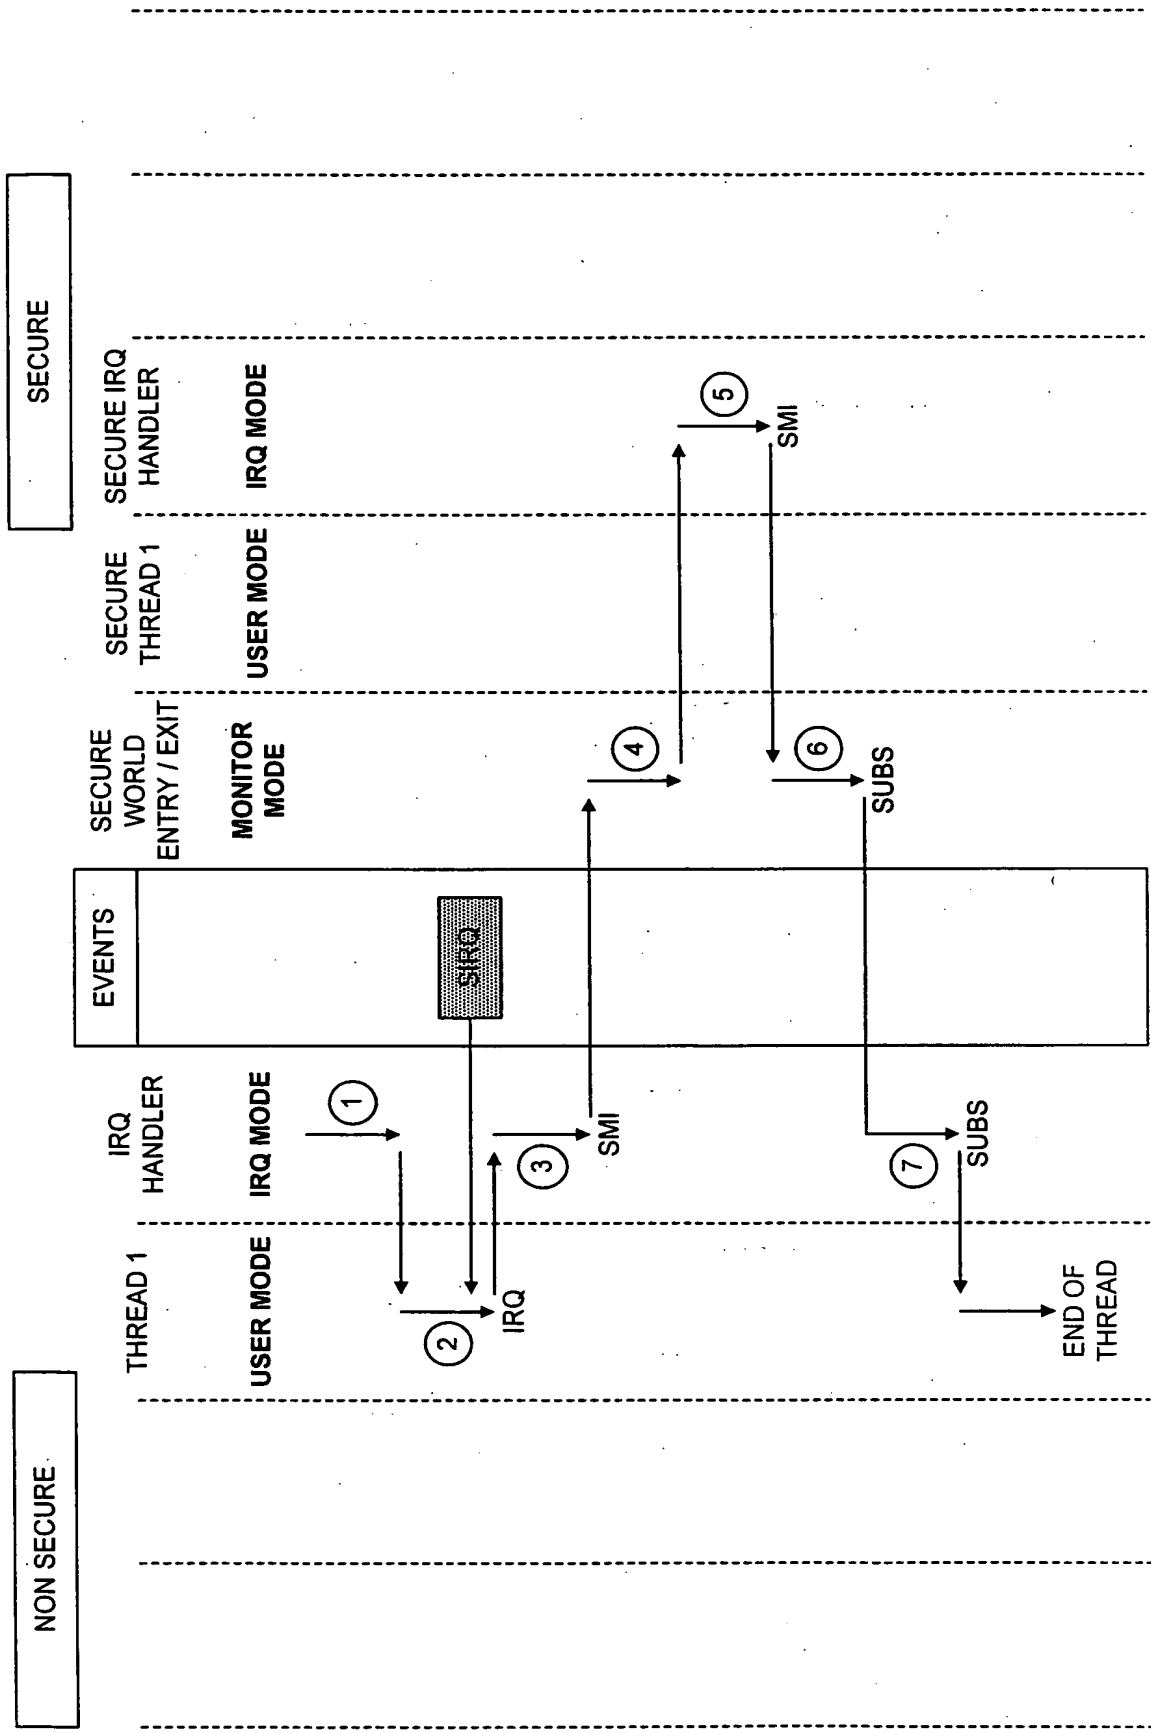 NON SECURE
SECURE
THREAD 1
USER MODE
IRQ
HANDLER
IRQ MODE
EVENTS
SECURE
WORLD
ENTRY / EXIT
MONITOR
MODE
SECURE
THREAD 1
USER MODE
SECURE IRQ
HANDLER
IRQ MODE
1
2
SIRQ
IRQ
3
SMI
4
5
SMI
6
SUBS
7
SUBS
END OF
THREAD